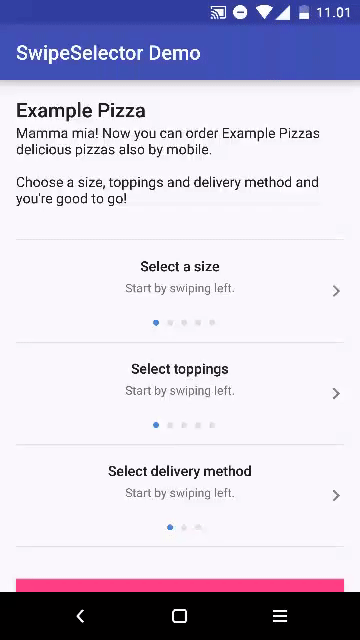 11.01
SwipeSelector Demo
Example Pizza
Mamma mia! Now you can order Example Pizzas
delicious pizzas also by mobile.
Choose a size, toppings and delivery method and
you're good to go!
Select a size
Start by swiping left.
Select toppings
Start by swiping left.
Select delivery method
Start by swiping left.